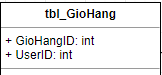 tbl_GioHang
+ GioHangID: int
+ UserID: int